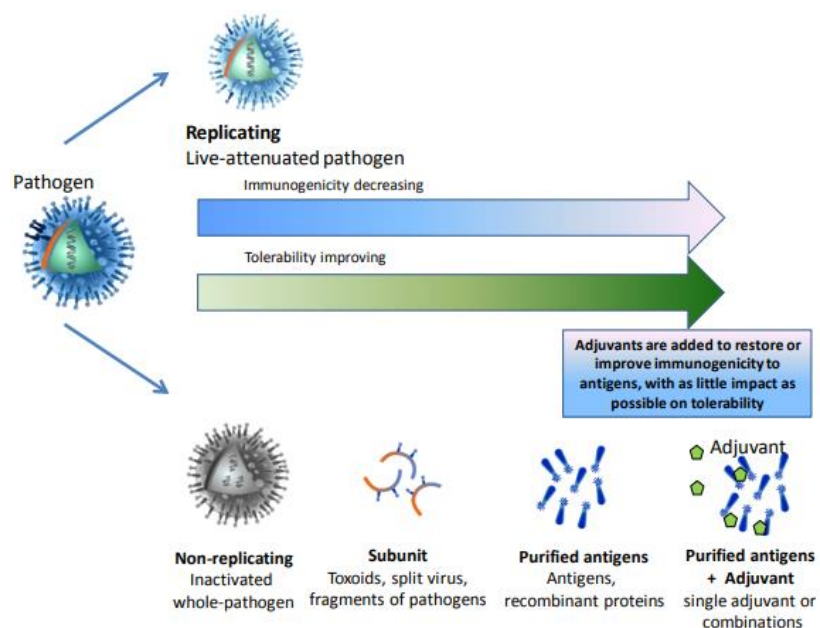 Replicating
Live-attenuated pathogen
Pathogen
Immunogenicity decreasing
Tolerability improving
Adjuvants are added to restore or
improve immunogenicity to
antigens, with as little impact as
possible on tolerability
Adjuvant
Non-replicating
Inactivated
whole-pathogen
Subunit
Toxoids, split virus,
fragments of pathogens
Purified antigens
Antigens,
recombinant proteins
Purified antigens
+ Adjuvant
single adjuvant or
combinations